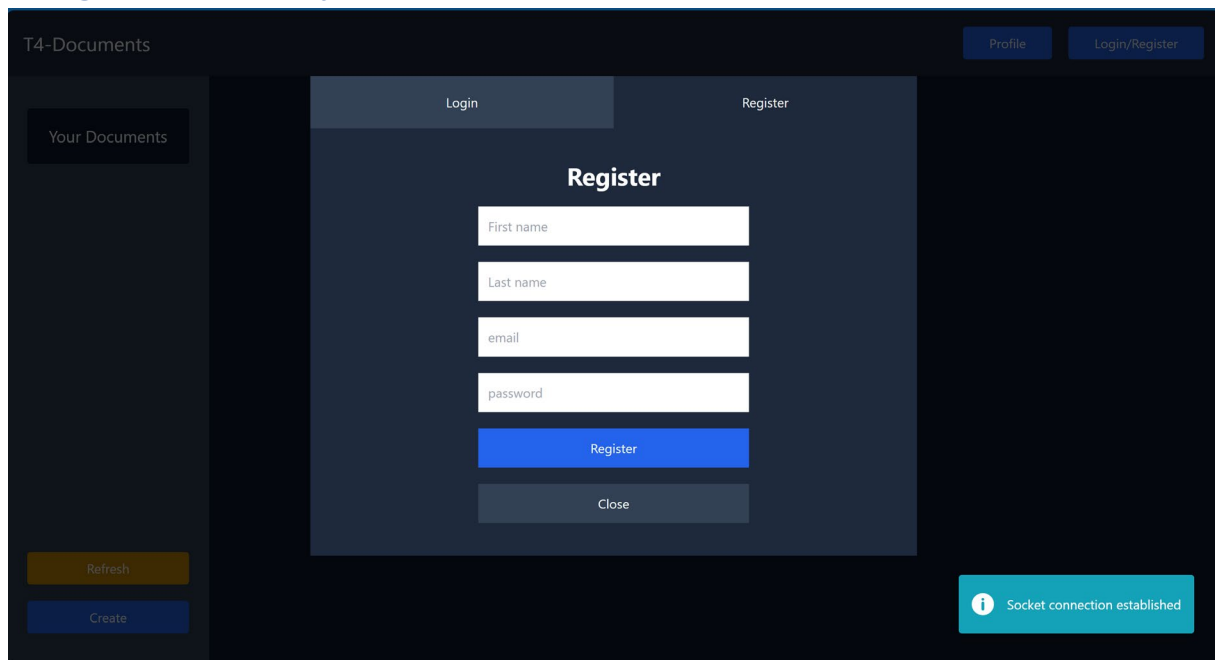 T4-Documents
Profile
Login/Register
Login
Register
Your Documents
Register
First name
Last name
email
password
Register
Close
Refresh
Create
Socket connection established